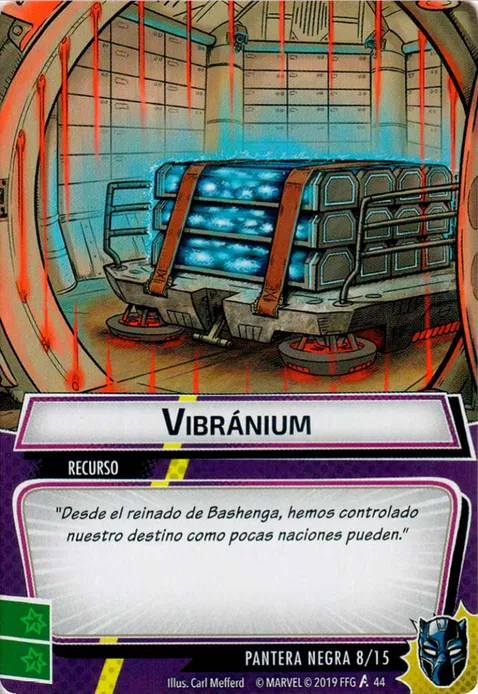 VIBRÁNIUM
RECURSO
"Desde el reinado de Bashenga, hemos controlado
nuestro destino como pocas naciones pueden."
PANTERA NEGRA 8/15
Illus. Carl Mefferd © MARVEL © 2019 FFG 44